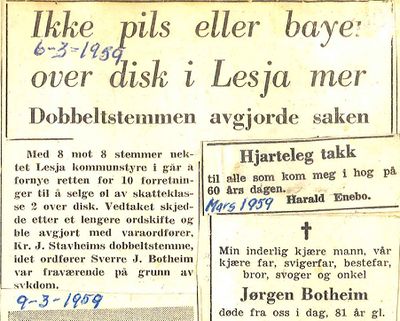 Ikke pils eller bayer
6-3-1959
over disk i Lesja mer
Dobbeltstemmen avgjorde saken
Med 8 mot 8 stemmer nek-
tet Lesja kommunstyre i går å
fornye retten for 10 forretnin-
ger til å selge øl av skatteklas-
se 2 over disk. Vedtaket skjed-
de etter et lengere ordskifte og
ble avgjort med varaordfører,
Kr. J. Stavheims dobbeltstemme,
idet ordfører Sverre J. Botheim
var fraværende på grunn av
sykdom.
9-3-1959
Hjarteleg takk
til alle som kom meg i hog på
60 års dagen.
Mars 1959 Harald Enebo.
Min inderlig kjære mann, vår
kjære far, svigerfar, bestefar,
bror, svoger og onkel
Jørgen Botheim
døde fra oss i dag, 81 år gl.